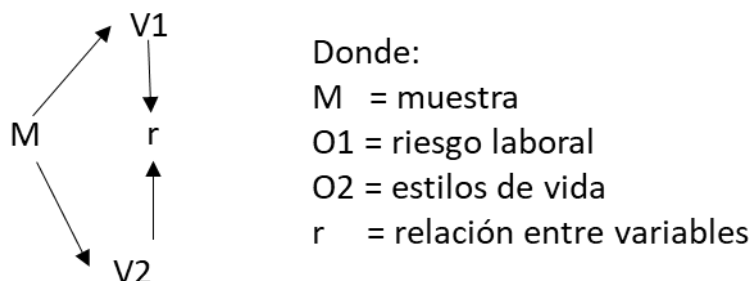 V1
M r
V2
Donde:
M = muestra
O1 = riesgo laboral
O2 = estilos de vida
r = relación entre variables